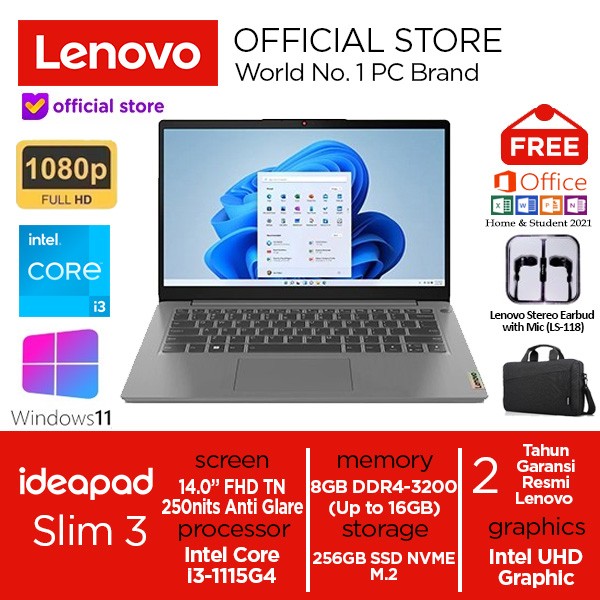 Lenovo
OFFICIAL STORE
World No. 1 PC Brand
official store
1080p
FULL HD
intel.
CORE
i3
Windows11
FREE
Office
Home & Student 2021
Lenovo Stereo Earbud
with Mic (LS-118)
ideapad
Slim 3
screen
14.0” FHD TN
250nits Anti Glare
processor
Intel Core
I3-1115G4
memory
8GB DDR4-3200
(Up to 16GB)
storage
256GB SSD NVME
M.2
2
Tahun
Garansi
Resmi
Lenovo
graphics
Intel UHD
Graphic